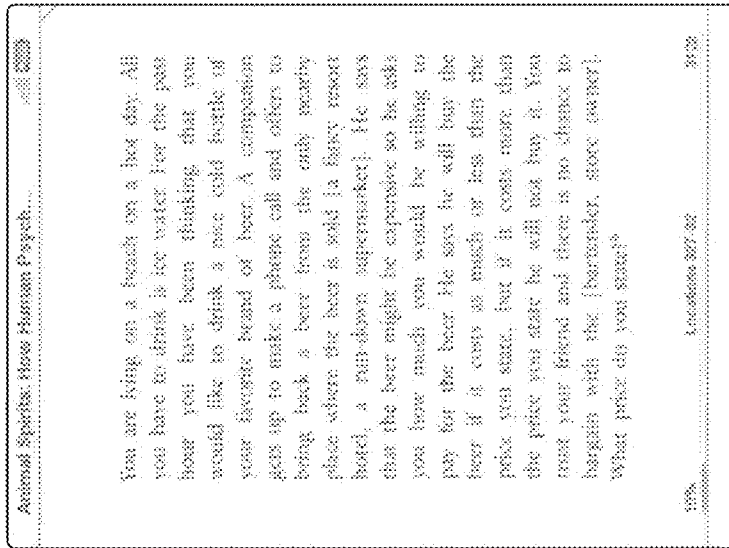 Animal Spirits: How Human Psych...
You are lying on a beach on a hot day. All
you have to drink is ice water. For the past
hour you have been thinking that you
would like to drink a nice cold bottle of
your favorite brand of beer. A companion
gets up to make a phone call and offers to
bring back a beer from the only nearby
place where the beer is sold [a fancy resort
hotel, a run-down supermarket]. He says
that the beer might be expensive so he asks
you how much you would be willing to
pay for the beer. He says he will buy the
beer if it costs as much or less than the
price you state, but if it costs more than
the price you state he will not buy it. You
trust your friend and there is no chance to
bargain with the [bartender, store owner].
What price do you state?
Locations